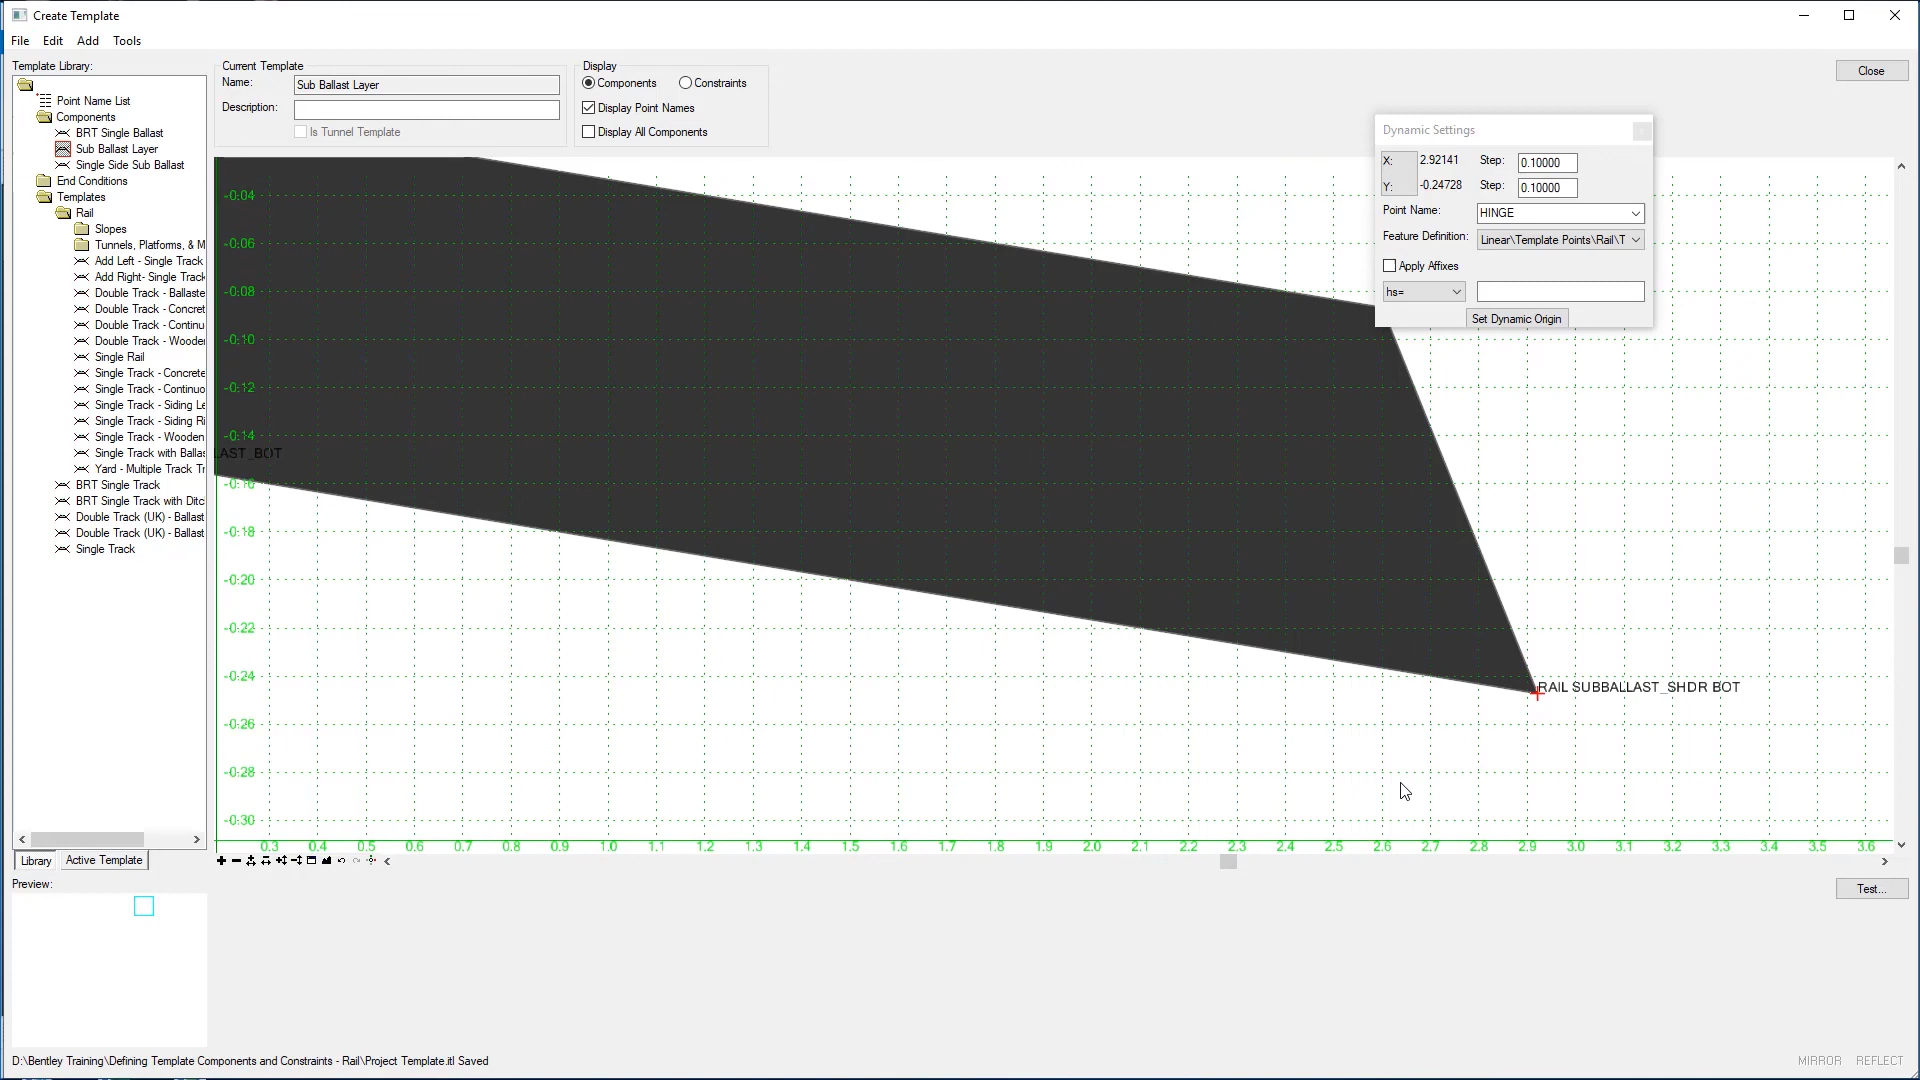 Create Template
File Edit Add Tools
Template Library:
Point Name List
Components
BRT Single Ballast
Sub Ballast Layer
Single Side Sub Ballast
End Conditions
Templates
Rail
Slopes
Tunnels, Platforms, & M
Add Left - Single Track
Add Right- Single Track
Double Track - Ballaste
Double Track - Concret
Double Track - Continu
Double Track - Wooder
Single Rail
Single Track - Concrete
Single Track - Continuo
Single Track - Siding Le
Single Track - Siding Ri
Single Track - Wooden
Single Track with Ballas
Yard - Multiple Track Tr
BRT Single Track
BRT Single Track with Ditc
Double Track (UK) - Ballast
Double Track (UK) - Ballast
Single Track
Library Active Template
Preview:
Current Template
Name: Sub Ballast Layer
Description:
Is Tunnel Template
Display
Components Constraints
Display Point Names
Display All Components
Close
Dynamic Settings
X: 2.92141 Step: 0.10000
Y: -0.24728 Step: 0.10000
Point Name: HINGE
Feature Definition: Linear\Template Points\Rail\T
Apply Affixes
hs=
Set Dynamic Origin
-0.04
-0.06
-0.08
-0.10
-0.12
-0.14
LAST_BOT
-0.16
-0.18
-0.20
-0.22
-0.24
RAIL SUBBALLAST_SHDR BOT
-0.26
-0.28
-0.30
0.3 0.4 0.5 0.6 0.7 0.8 0.9 1.0 1.1 1.2 1.3 1.4 1.5 1.6 1.7 1.8 1.9 2.0 2.1 2.2 2.3 2.4 2.5 2.6 2.7 2.8 2.9 3.0 3.1 3.2 3.3 3.4 3.5 3.6
Test...
D:\Bentley Training\Defining Template Components and Constraints - Rail\Project Template.itl Saved
MIRROR REFLECT